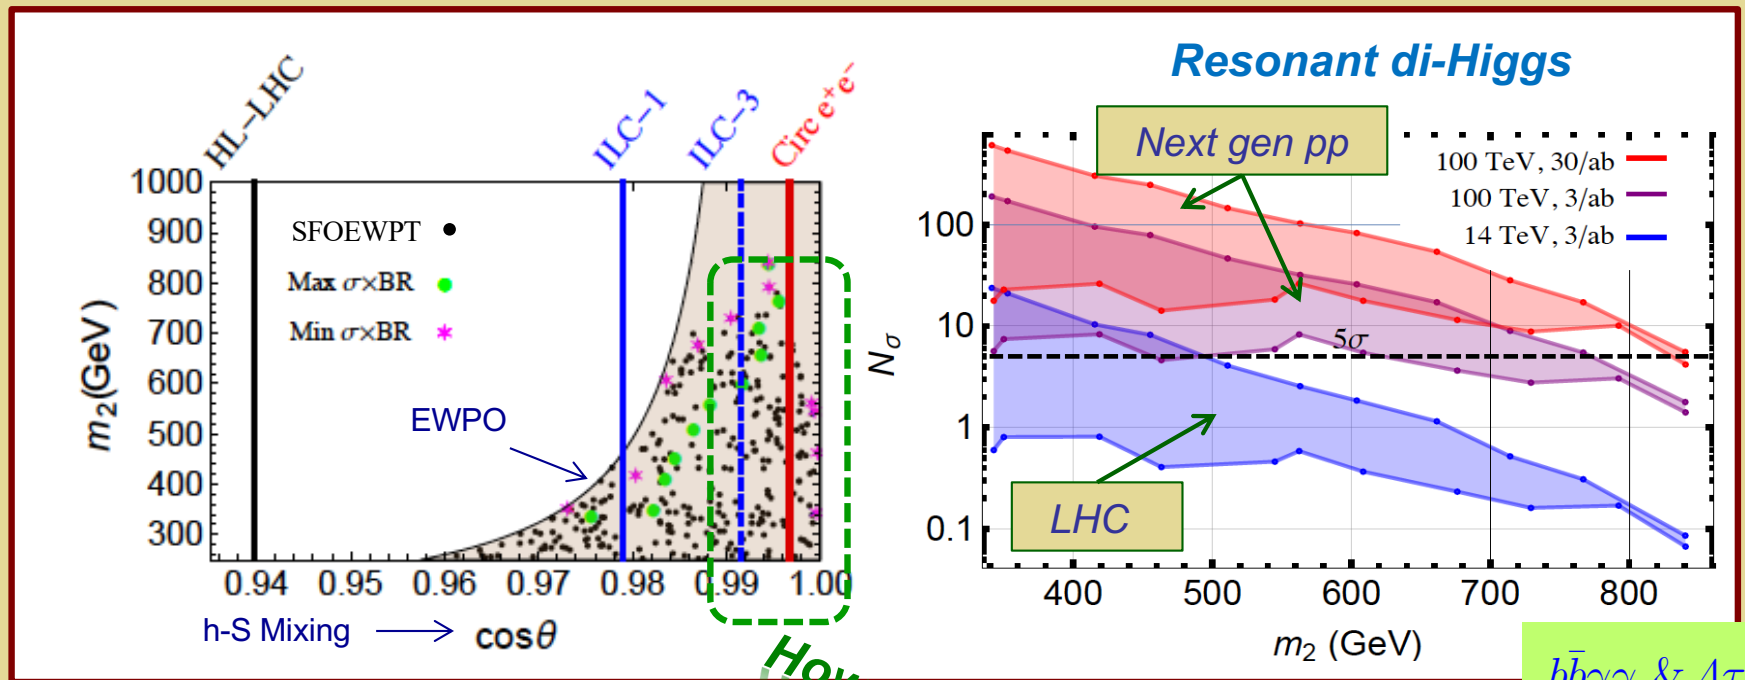 Resonant di-Higgs
HL−LHC
ILC−1
ILC−3
Circ e⁺e⁻
1000
900
800
700
600
500
400
300
m₂(GeV)
SFOEWPT
Max σ×BR
Min σ×BR
EWPO
0.94 0.95 0.96 0.97 0.98 0.99 1.00
h-S Mixing
cosθ
Next gen pp
100 TeV, 30/ab
100 TeV, 3/ab
14 TeV, 3/ab
100
10
1
0.1
N_σ
5σ
LHC
400 500 600 700 800
m₂ (GeV)